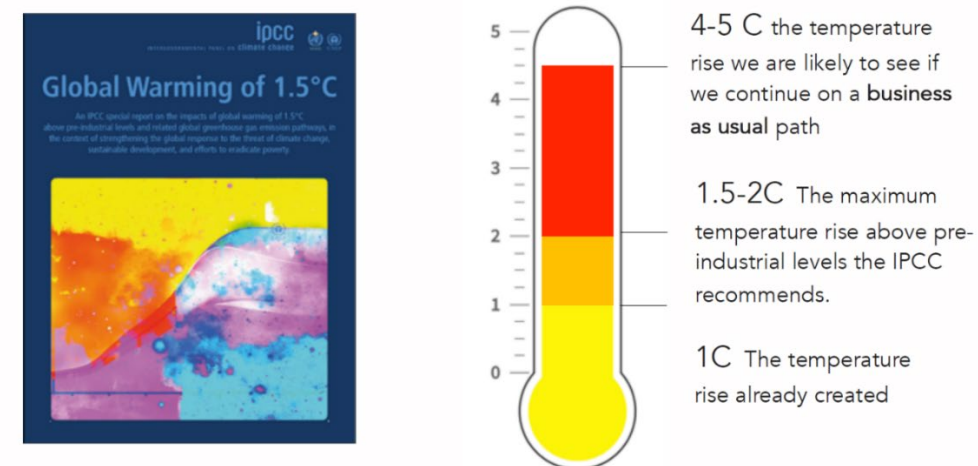 ipcc
INTERGOVERNMENTAL PANEL ON climate change
Global Warming of 1.5°C
An IPCC special report on the impacts of global warming of 1.5°C
above pre-industrial levels and related global greenhouse gas emission pathways, in
the context of strengthening the global response to the threat of climate change,
sustainable development, and efforts to eradicate poverty.
5
4
3
2
1
0
4-5 C the temperature
rise we are likely to see if
we continue on a business
as usual path
1.5-2C The maximum
temperature rise above pre-
industrial levels the IPCC
recommends.
1C The temperature
rise already created